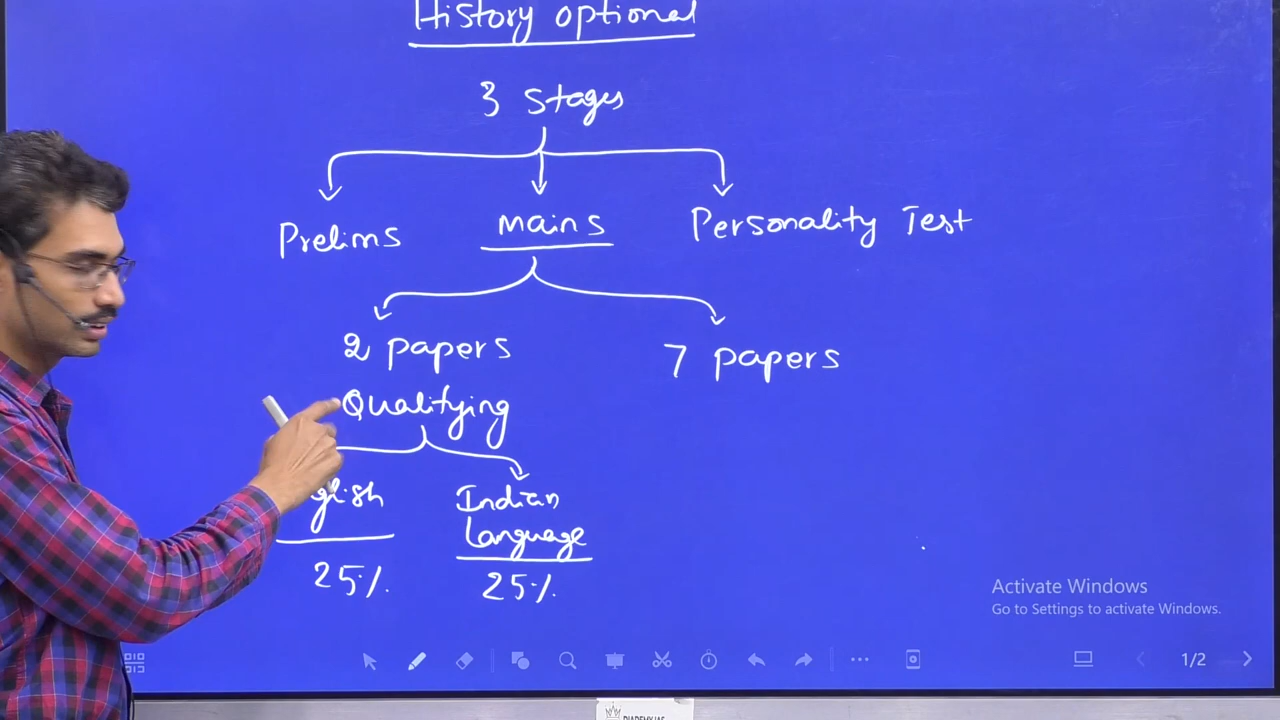 History optional
3 Stages
Prelims mains Personality Test
2 papers 7 papers
Qualifying
glish Indian
Language
25% 25%
Activate Windows
Go to Settings to activate Windows.
1/2